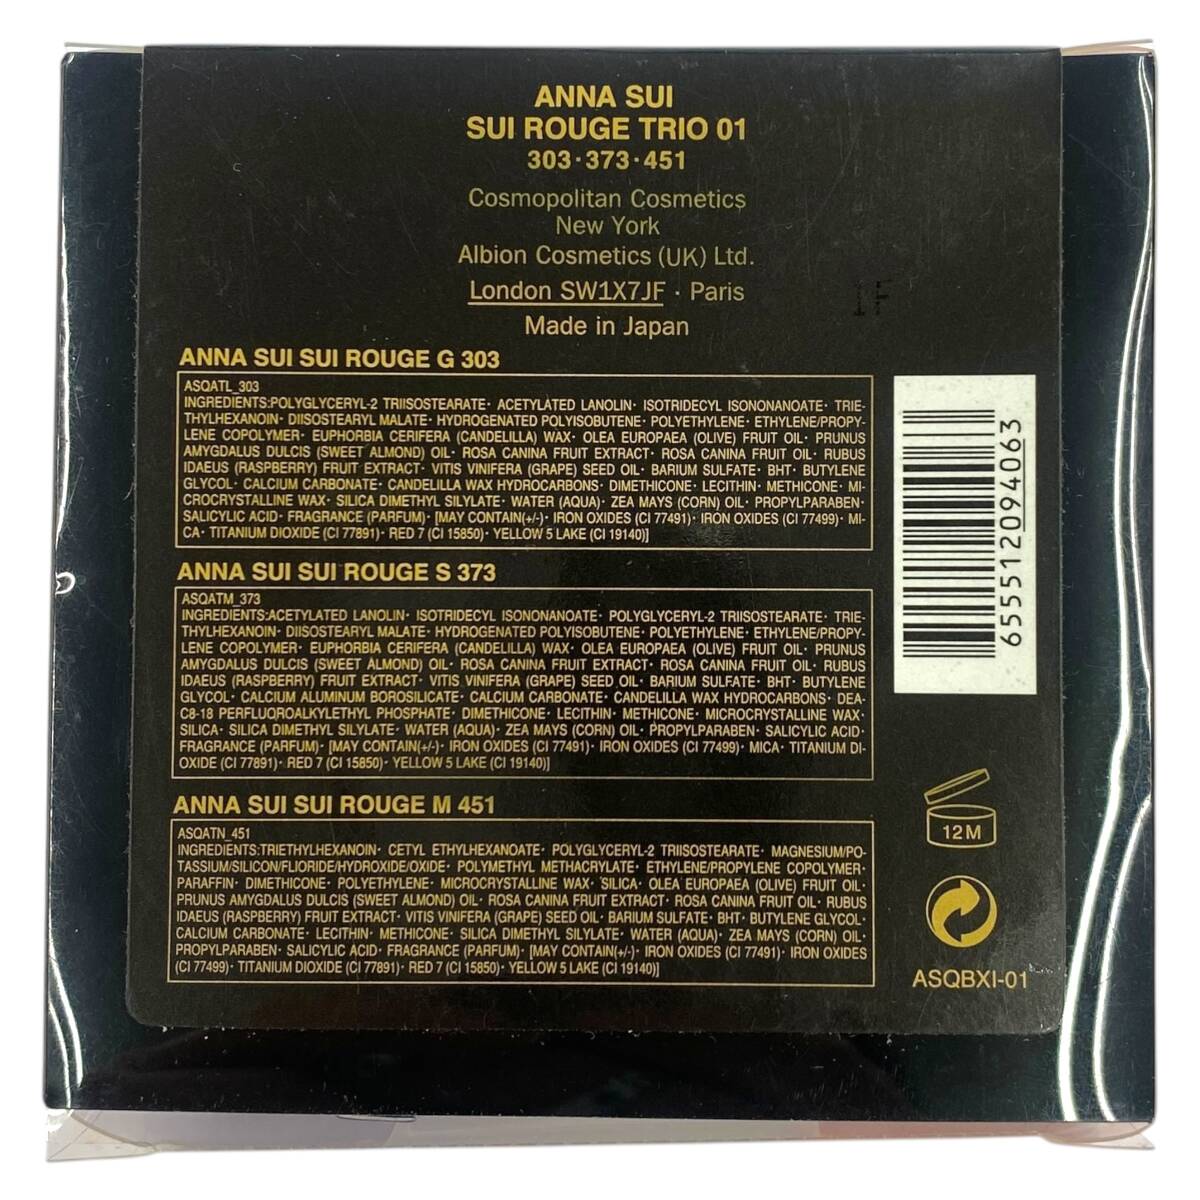 ANNA SUI
SUI ROUGE TRIO 01
303·373·451
Cosmopolitan Cosmetics
New York
Albion Cosmetics (UK) Ltd.
London SW1X7JF · Paris
Made in Japan
ANNA SUI SUI ROUGE G 303
ASQATL_303
INGREDIENTS:POLYGLYCERYL-2 TRIISOSTEARATE· ACETYLATED LANOLIN· ISOTRIDECYL ISONONANOATE· TRIE-
THYLHEXANOIN· DIISOSTEARYL MALATE· HYDROGENATED POLYISOBUTENE· POLYETHYLENE· ETHYLENE/PROPY-
LENE COPOLYMER· EUPHORBIA CERIFERA (CANDELILLA) WAX· OLEA EUROPAEA (OLIVE) FRUIT OIL· PRUNUS
AMYGDALUS DULCIS (SWEET ALMOND) OIL· ROSA CANINA FRUIT EXTRACT· ROSA CANINA FRUIT OIL· RUBUS
IDAEUS (RASPBERRY) FRUIT EXTRACT· VITIS VINIFERA (GRAPE) SEED OIL· BARIUM SULFATE· BHT· BUTYLENE
GLYCOL· CALCIUM CARBONATE· CANDELILLA WAX HYDROCARBONS· DIMETHICONE· LECITHIN· METHICONE· MI-
CROCRYSTALLINE WAX· SILICA DIMETHYL SILYLATE· WATER (AQUA)· ZEA MAYS (CORN) OIL· PROPYLPARABEN·
SALICYLIC ACID· FRAGRANCE (PARFUM)· [MAY CONTAIN(+/-)· IRON OXIDES (CI 77491)· IRON OXIDES (CI 77499)· MI-
CA· TITANIUM DIOXIDE (CI 77891)· RED 7 (CI 15850)· YELLOW 5 LAKE (CI 19140)]
ANNA SUI SUI ROUGE S 373
ASQATM_373
INGREDIENTS:ACETYLATED LANOLIN· ISOTRIDECYL ISONONANOATE· POLYGLYCERYL-2 TRIISOSTEARATE· TRIE-
THYLHEXANOIN· DIISOSTEARYL MALATE· HYDROGENATED POLYISOBUTENE· POLYETHYLENE· ETHYLENE/PROPY-
LENE COPOLYMER· EUPHORBIA CERIFERA (CANDELILLA) WAX· OLEA EUROPAEA (OLIVE) FRUIT OIL· PRUNUS
AMYGDALUS DULCIS (SWEET ALMOND) OIL· ROSA CANINA FRUIT EXTRACT· ROSA CANINA FRUIT OIL· RUBUS
IDAEUS (RASPBERRY) FRUIT EXTRACT· VITIS VINIFERA (GRAPE) SEED OIL· BARIUM SULFATE· BHT· BUTYLENE
GLYCOL· CALCIUM ALUMINUM BOROSILICATE· CALCIUM CARBONATE· CANDELILLA WAX HYDROCARBONS· DEA-
C8-18 PERFLUOROALKYLETHYL PHOSPHATE· DIMETHICONE· LECITHIN· METHICONE· MICROCRYSTALLINE WAX·
SILICA· SILICA DIMETHYL SILYLATE· WATER (AQUA)· ZEA MAYS (CORN) OIL· PROPYLPARABEN· SALICYLIC ACID·
FRAGRANCE (PARFUM)· [MAY CONTAIN(+/-)· IRON OXIDES (CI 77491)· IRON OXIDES (CI 77499)· MICA· TITANIUM DI-
OXIDE (CI 77891)· RED 7 (CI 15850)· YELLOW 5 LAKE (CI 19140)]
ANNA SUI SUI ROUGE M 451
ASQATN_451
INGREDIENTS:TRIETHYLHEXANOIN· CETYL ETHYLHEXANOATE· POLYGLYCERYL-2 TRIISOSTEARATE· MAGNESIUM/PO-
TASSIUM/SILICON/FLIORIDE/HYDROXIDE/OXIDE· POLYMETHYL METHACRYLATE· ETHYLENE/PROPYLENE COPOLYMER·
PARAFFIN· DIMETHICONE· POLYETHYLENE· MICROCRYSTALLINE WAX· SILICA· OLEA EUROPAEA (OLIVE) FRUIT OIL·
PRUNUS AMYGDALUS DULCIS (SWEET ALMOND) OIL· ROSA CANINA FRUIT EXTRACT· ROSA CANINA FRUIT OIL· RUBUS
IDAEUS (RASPBERRY) FRUIT EXTRACT· VITIS VINIFERA (GRAPE) SEED OIL· BARIUM SULFATE· BHT· BUTYLENE GLYCOL·
CALCIUM CARBONATE· LECITHIN· METHICONE· SILICA DIMETHYL SILYLATE· WATER (AQUA)· ZEA MAYS (CORN) OIL·
PROPYLPARABEN· SALICYLIC ACID· FRAGRANCE (PARFUM)· [MAY CONTAIN(+/-)· IRON OXIDES (CI 77491)· IRON OXIDES
(CI 77499)· TITANIUM DIOXIDE (CI 77891)· RED 7 (CI 15850)· YELLOW 5 LAKE (CI 19140)]
655512094063
12M
ASQBXI-01